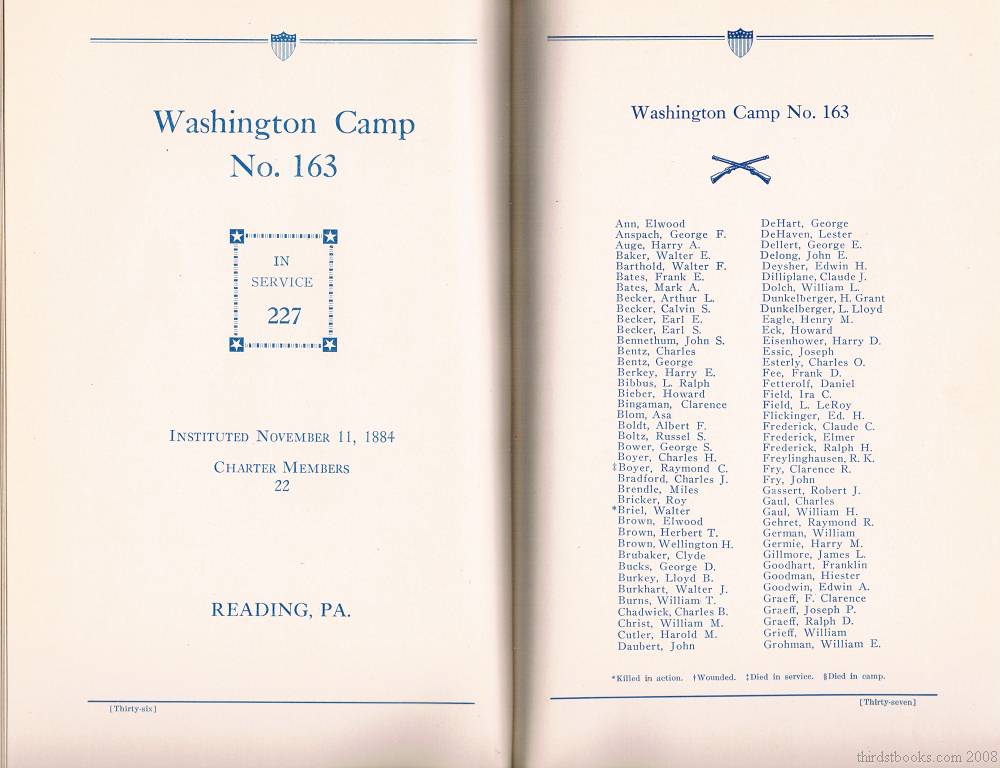 Washington Camp
No. 163
IN
SERVICE
227
INSTITUTED NOVEMBER 11, 1884
CHARTER MEMBERS
22
READING, PA.
[Thirty-six]
Washington Camp No. 163
Ann, Elwood
Anspach, George F.
Auge, Harry A.
Baker, Walter E.
Barthold, Walter F.
Bates, Frank E.
Bates, Mark A.
Becker, Arthur L.
Becker, Calvin S.
Becker, Earl E.
Becker, Earl S.
Bennethum, John S.
Bentz, Charles
Bentz, George
Berkey, Harry E.
Bibbus, L. Ralph
Bieber, Howard
Bingaman, Clarence
Blom, Asa
Boldt, Albert F.
Boltz, Russel S.
Bower, George S.
Boyer, Charles H.
‡Boyer, Raymond C.
Bradford, Charles J.
Brendle, Miles
Bricker, Roy
*Briel, Walter
Brown, Elwood
Brown, Herbert T.
Brown, Wellington H.
Brubaker, Clyde
Bucks, George D.
Burkey, Lloyd B.
Burkhart, Walter J.
Burns, William T.
Chadwick, Charles B.
Christ, William M.
Cutler, Harold M.
Daubert, John
DeHart, George
DeHaven, Lester
Dellert, George E.
Delong, John E.
Deysher, Edwin H.
Dilliplane, Claude J.
Dolch, William L.
Dunkelberger, H. Grant
Dunkelberger, L. Lloyd
Eagle, Henry M.
Eck, Howard
Eisenhower, Harry D.
Essic, Joseph
Esterly, Charles O.
Fee, Frank D.
Fetterolf, Daniel
Field, Ira C.
Field, L. LeRoy
Flickinger, Ed. H.
Frederick, Claude C.
Frederick, Elmer
Frederick, Ralph H.
Freylinghausen, R. K.
Fry, Clarence R.
Fry, John
Gassert, Robert J.
Gaul, Charles
Gaul, William H.
Gehret, Raymond R.
German, William
Germie, Harry M.
Gillmore, James L.
Goodhart, Franklin
Goodman, Hiester
Goodwin, Edwin A.
Graeff, F. Clarence
Graeff, Joseph P.
Graeff, Ralph D.
Grieff, William
Grohman, William E.
*Killed in action. †Wounded. ‡Died in service. §Died in camp.
[Thirty-seven]
thirdstbooks.com 2008